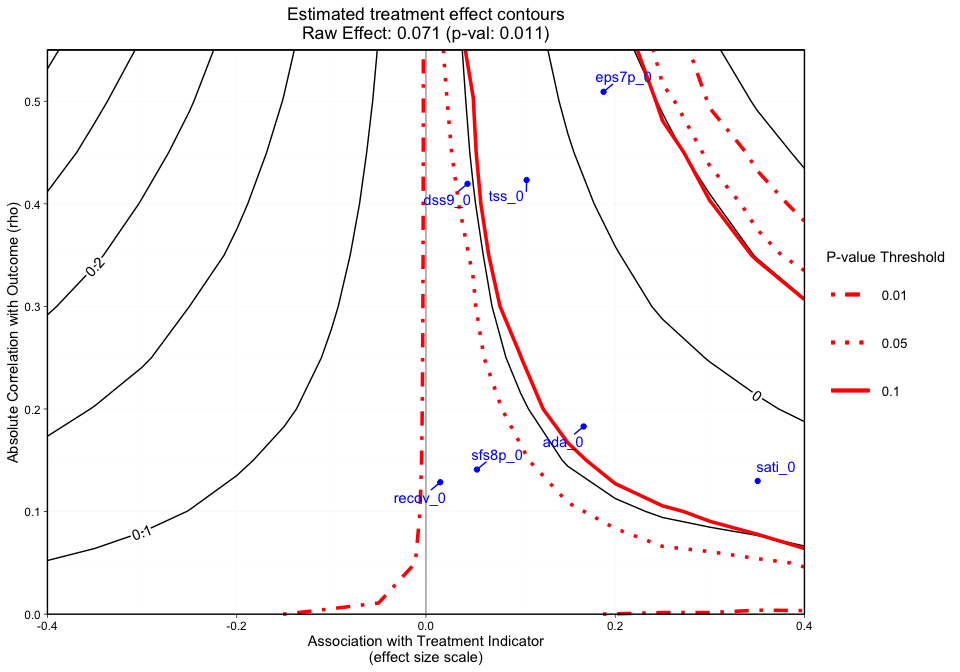 Estimated treatment effect contours
Raw Effect: 0.071 (p-val: 0.011)
Absolute Correlation with Outcome (rho)
0.5
0.4
0.3
0.2
0.1
0.0
-0.4
-0.2
0.0
0.2
0.4
Association with Treatment Indicator
(effect size scale)
eps7p_0
dss9_0
tss_0
0.2
0
ada_0
sfs8p_0
sati_0
recov_0
0.1
P-value Threshold
0.01
0.05
0.1